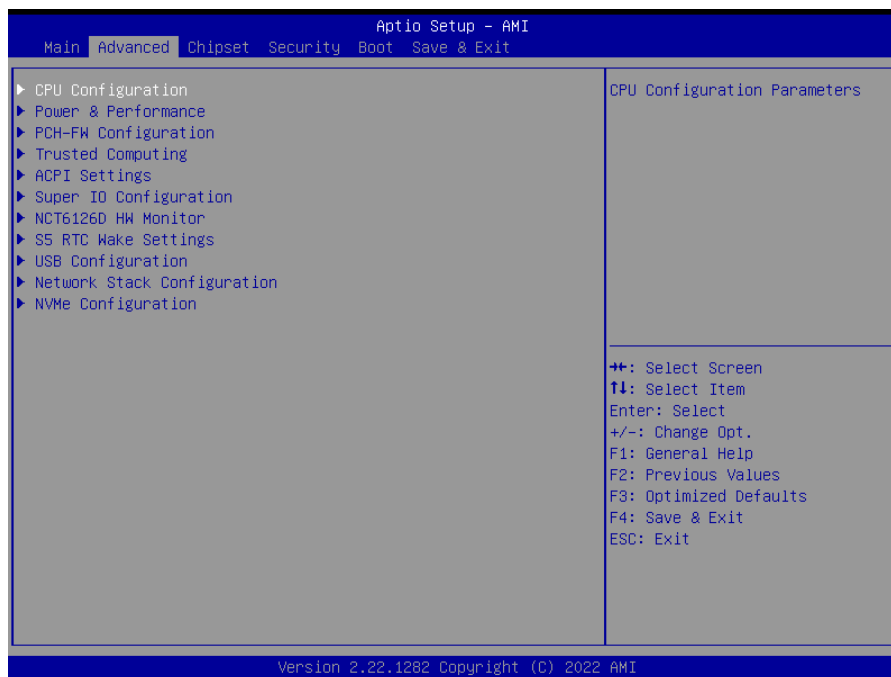 Aptio Setup - AMI
Main Advanced Chipset Security Boot Save & Exit
CPU Configuration
Power & Performance
PCH-FW Configuration
Trusted Computing
ACPI Settings
Super IO Configuration
NCT6126D HW Monitor
S5 RTC Wake Settings
USB Configuration
Network Stack Configuration
NVMe Configuration
CPU Configuration Parameters
→←: Select Screen
↑↓: Select Item
Enter: Select
+/-: Change Opt.
F1: General Help
F2: Previous Values
F3: Optimized Defaults
F4: Save & Exit
ESC: Exit
Version 2.22.1282 Copyright (C) 2022 AMI